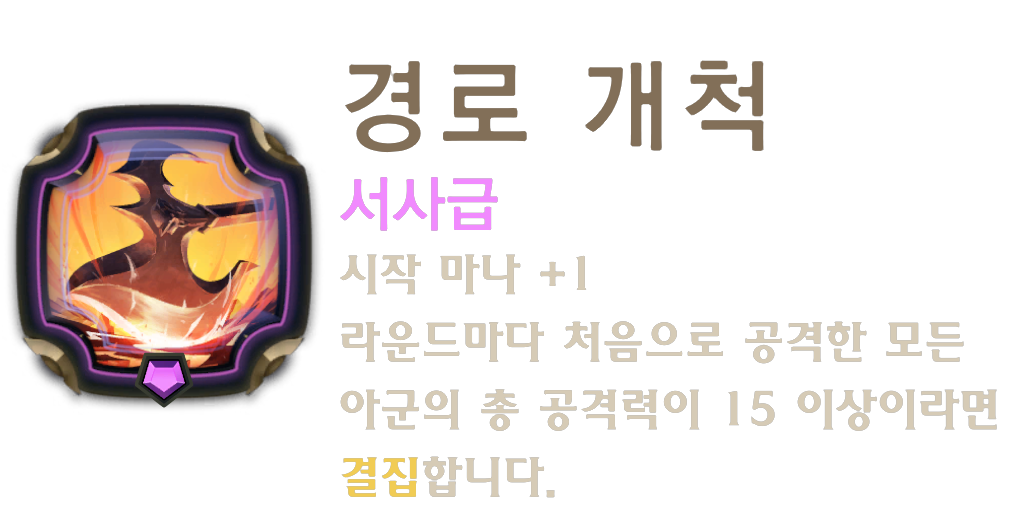 경로 개척
서사급
시작 마나 +1
라운드마다 처음으로 공격한 모든
아군의 총 공격력이 15 이상이라면
결집합니다.